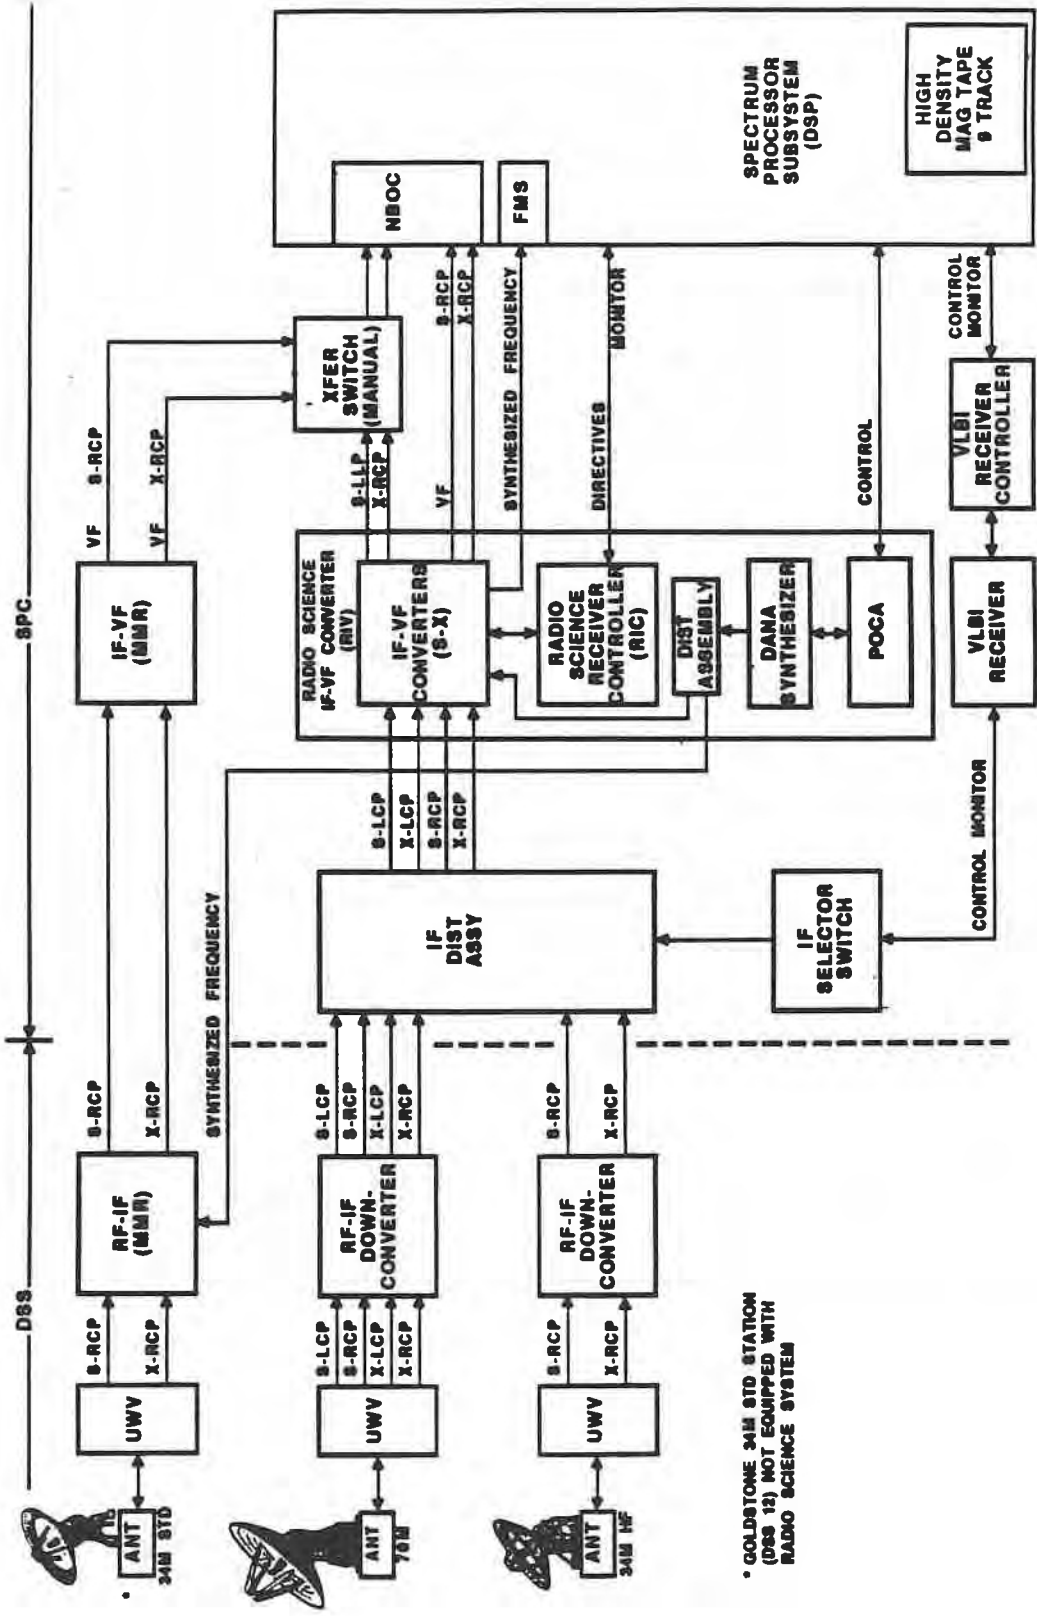 DSS
SPC
ANT
34M STD
*
UWV
S-RCP
X-RCP
RF-IF
(MMR)
S-RCP
X-RCP
IF-VF
(MMR)
VF
S-RCP
VF
X-RCP
SYNTHESIZED FREQUENCY
XFER
SWITCH
(MANUAL)
ANT
70M
UWV
S-LCP
S-RCP
X-LCP
X-RCP
RF-IF
DOWN-
CONVERTER
S-LCP
S-RCP
X-LCP
X-RCP
IF
DIST
ASSY
S-LCP
X-LCP
S-RCP
X-RCP
RADIO SCIENCE
IF-VF CONVERTER
(RIV)
IF-VF
CONVERTERS
(S-X)
S-LLP
X-RCP
VF
S-RCP
X-RCP
NBOC
SYNTHESIZED FREQUENCY
FMS
RADIO
SCIENCE
RECEIVER
CONTROLLER
(RIC)
DIRECTIVES
MONITOR
DIST
ASSEMBLY
DANA
SYNTHESIZER
POCA
CONTROL
SPECTRUM
PROCESSOR
SUBSYSTEM
(DSP)
HIGH
DENSITY
MAG TAPE
9 TRACK
ANT
34M HF
UWV
S-RCP
X-RCP
RF-IF
DOWN-
CONVERTER
S-RCP
X-RCP
IF
SELECTOR
SWITCH
CONTROL MONITOR
VLBI
RECEIVER
VLBI
RECEIVER
CONTROLLER
CONTROL
MONITOR
* GOLDSTONE 34M STD STATION
(DSS 12) NOT EQUIPPED WITH
RADIO SCIENCE SYSTEM